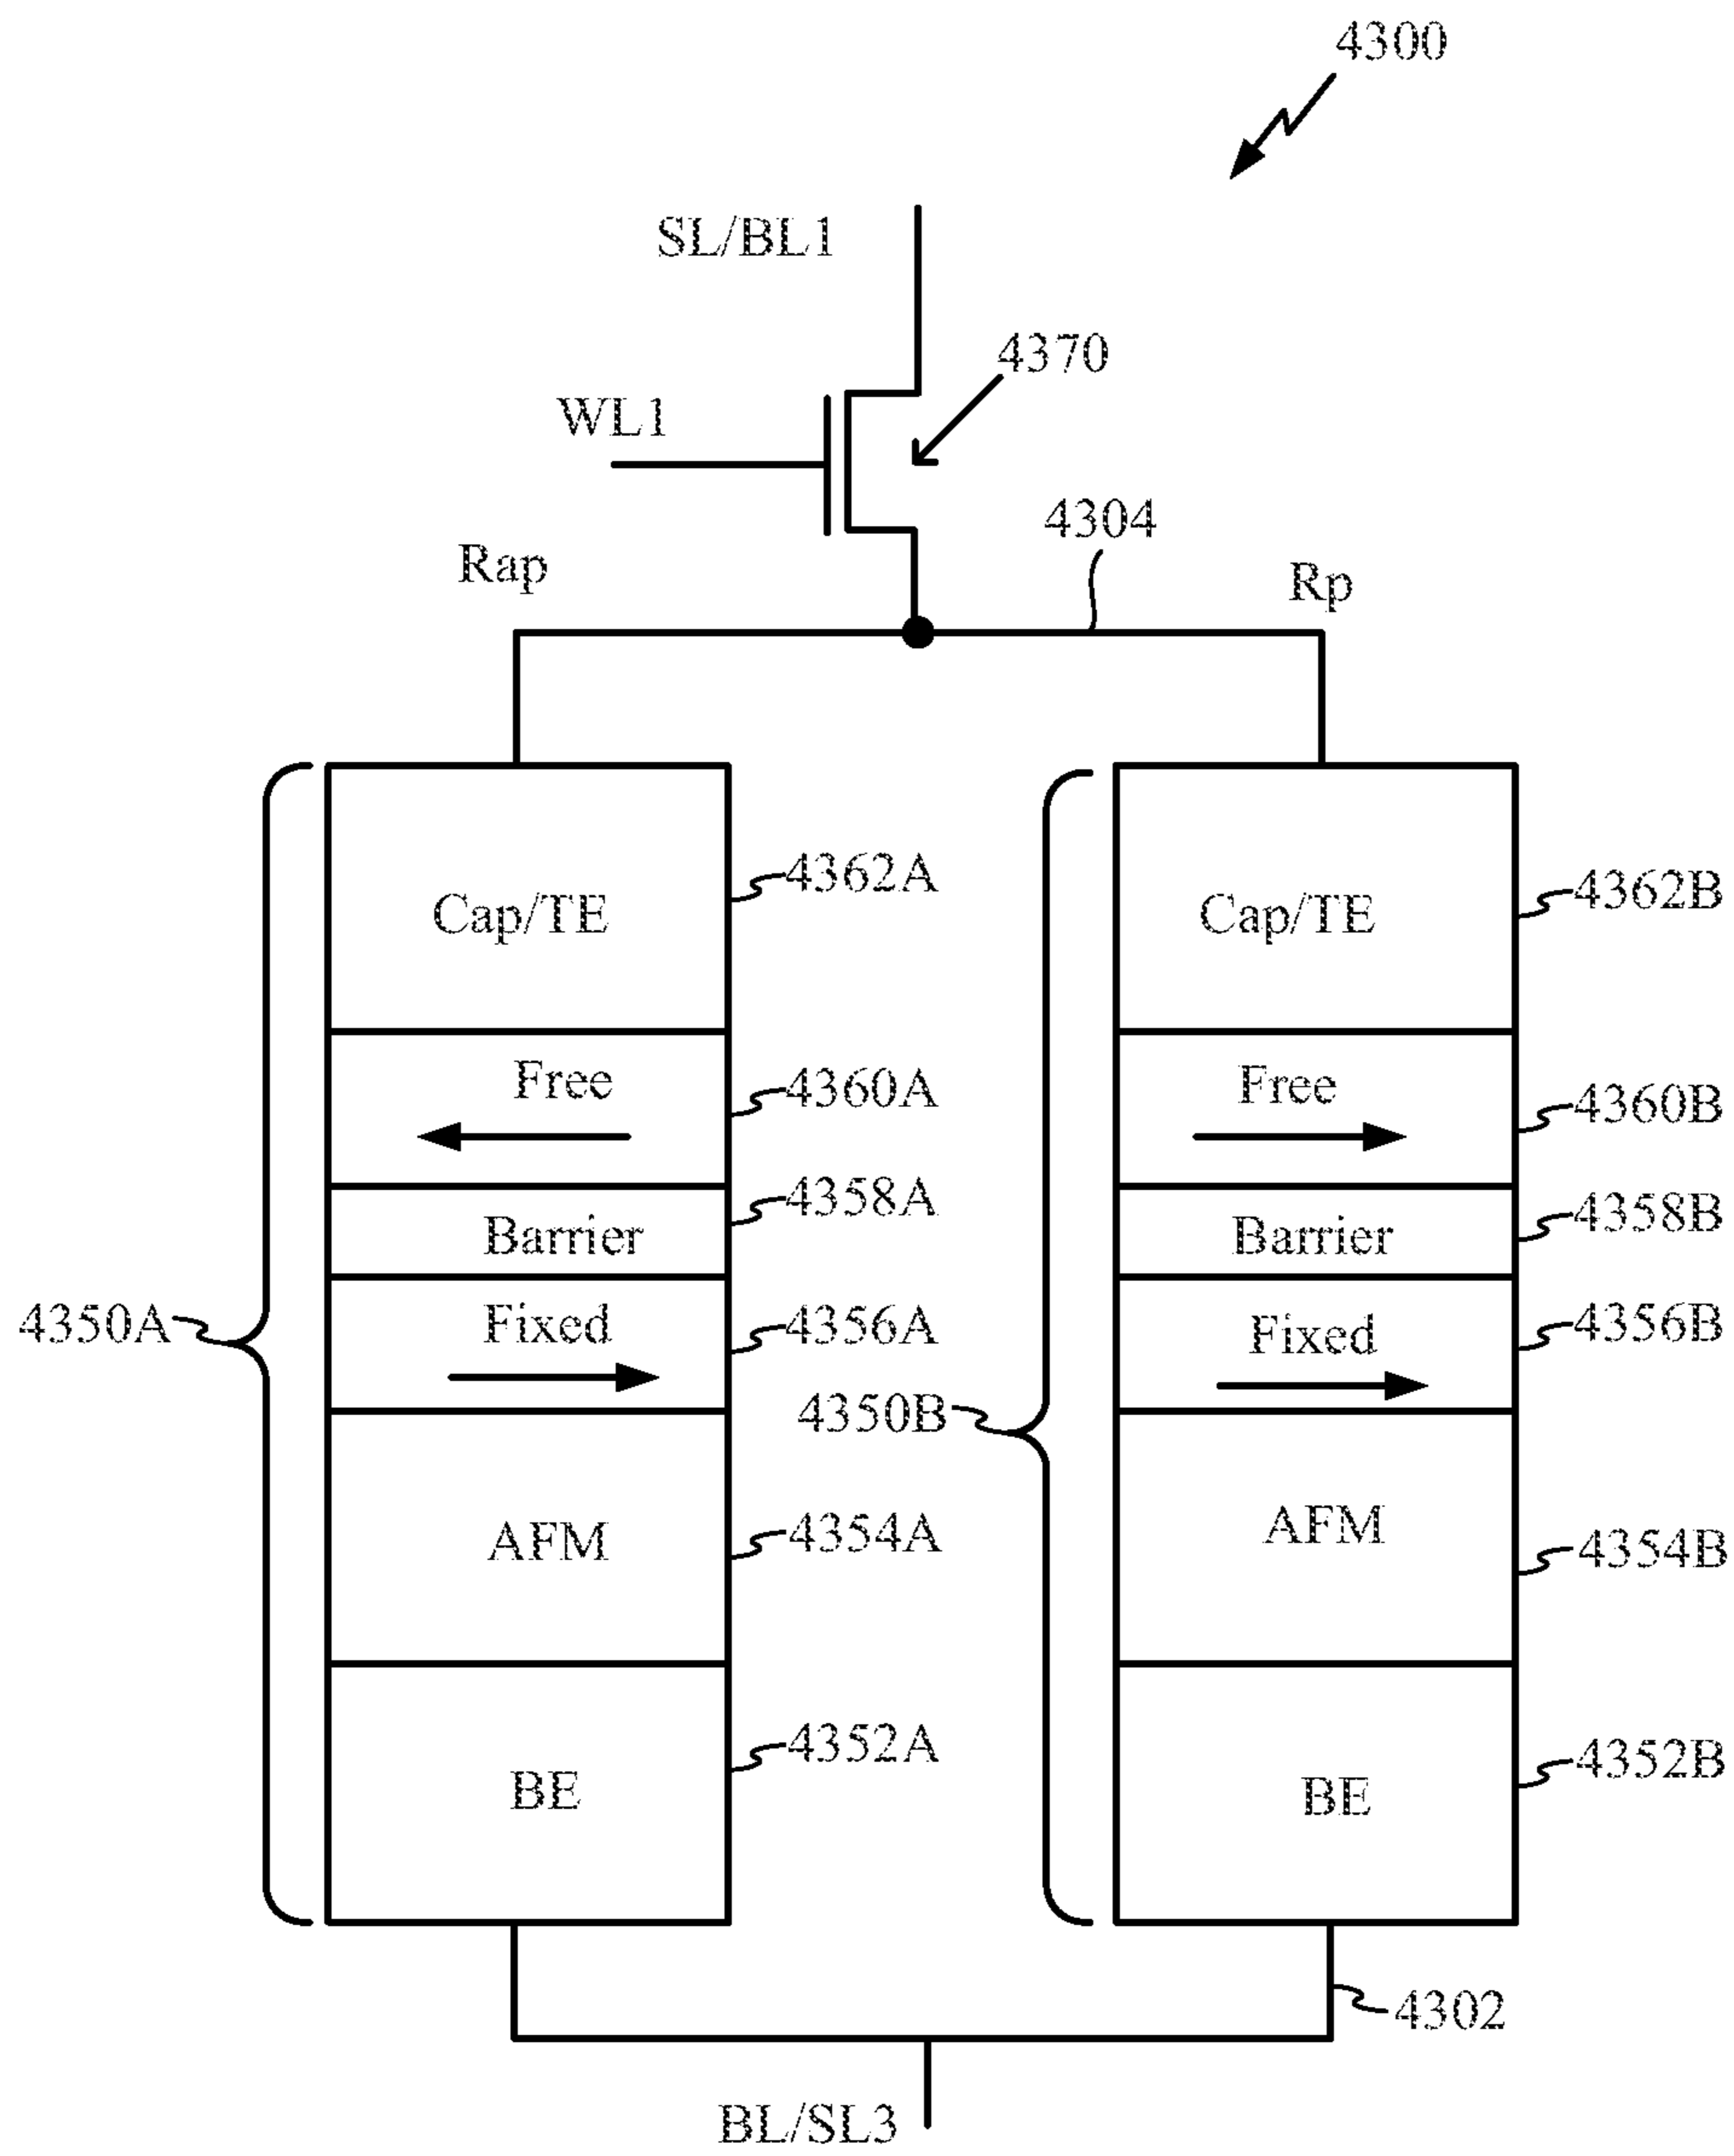 4300
SL/BL1
4370
WL1
4304
Rap
Rp
4362A
Cap/TE
4362B
Cap/TE
Free
4360A
Free
4360B
4358A
Barrier
4358B
Barrier
4350A
Fixed
4356A
Fixed
4356B
4350B
AFM
4354A
AFM
4354B
BE
4352A
BE
4352B
4302
BL/SL3